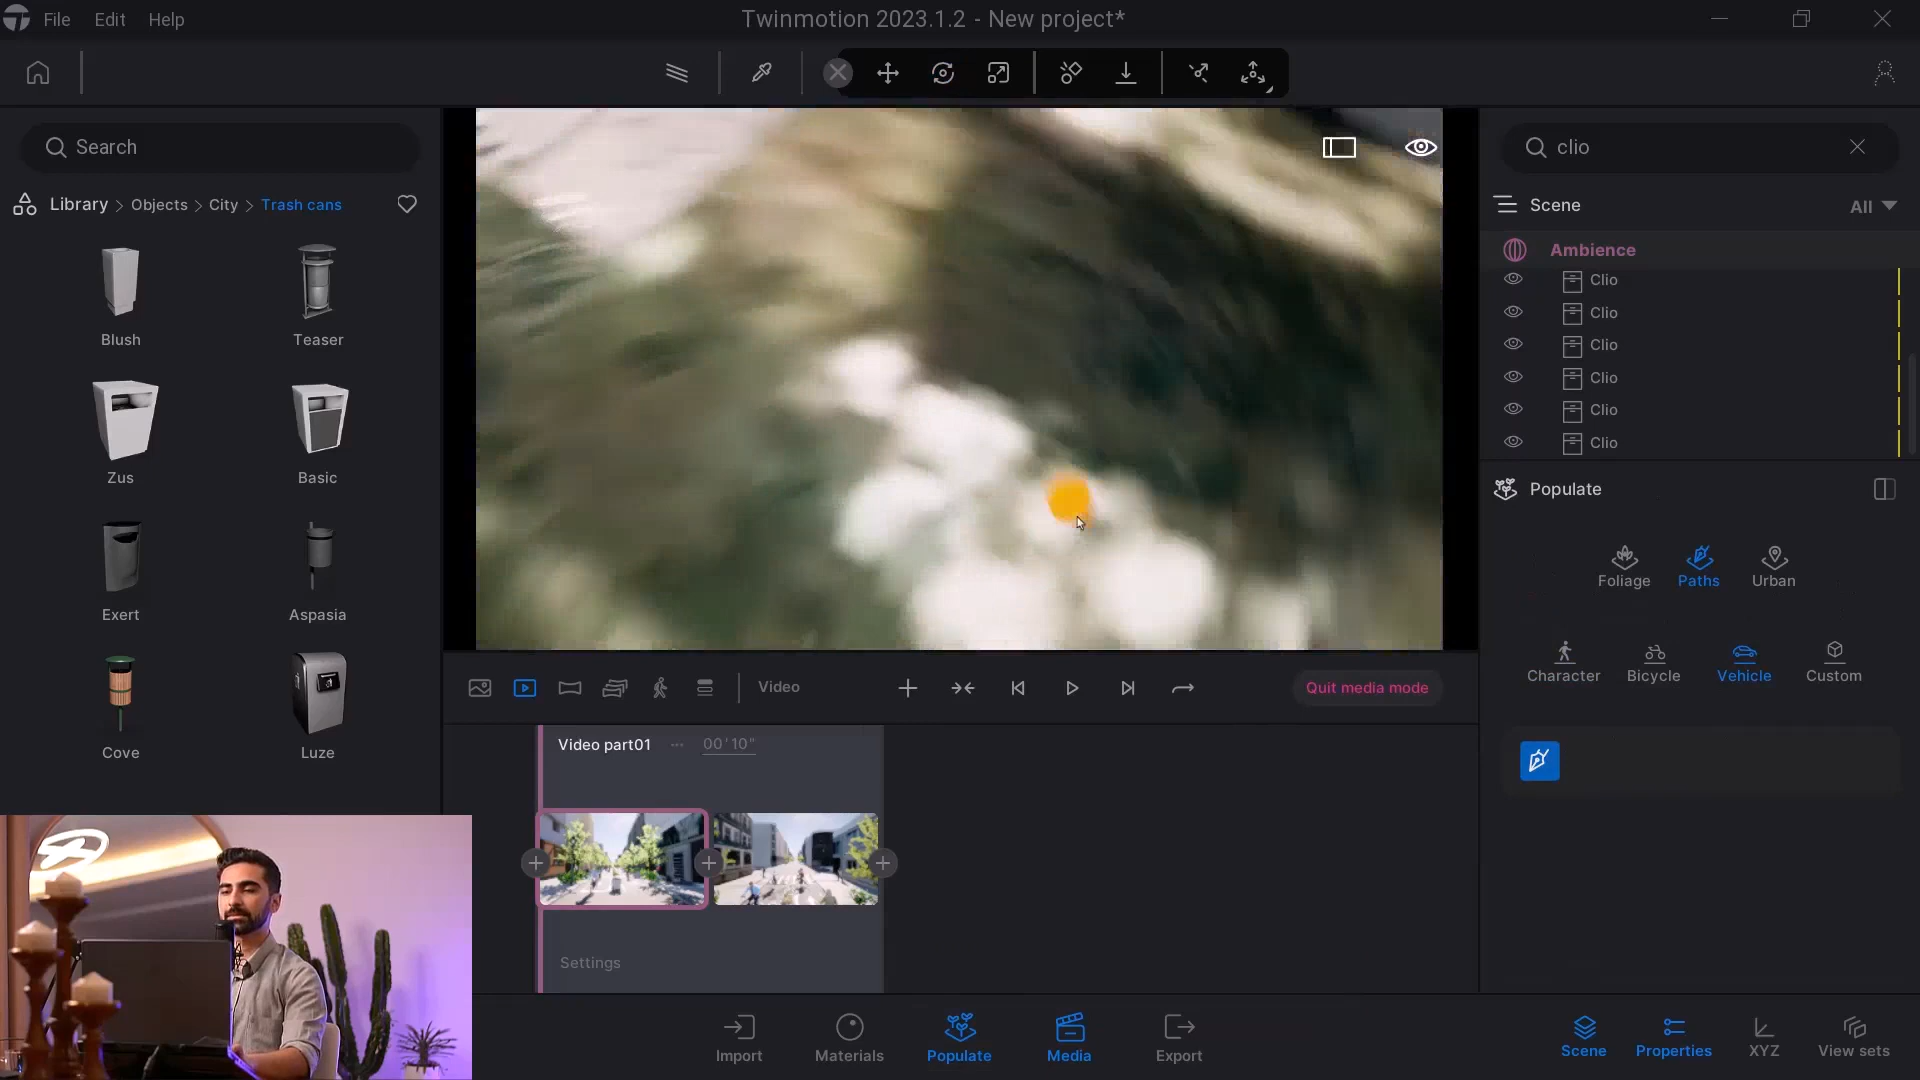 File Edit Help
Twinmotion 2023.1.2 - New project*
Search
Library > Objects > City > Trash cans
Blush
Teaser
Zus
Basic
Exert
Aspasia
Cove
Luze
clio
Scene
All
Ambience
Clio
Clio
Clio
Clio
Clio
Clio
Populate
Foliage
Paths
Urban
Character
Bicycle
Vehicle
Custom
Video
Quit media mode
Video part01 ... 00'10"
Settings
Import
Materials
Populate
Media
Export
Scene
Properties
XYZ
View sets